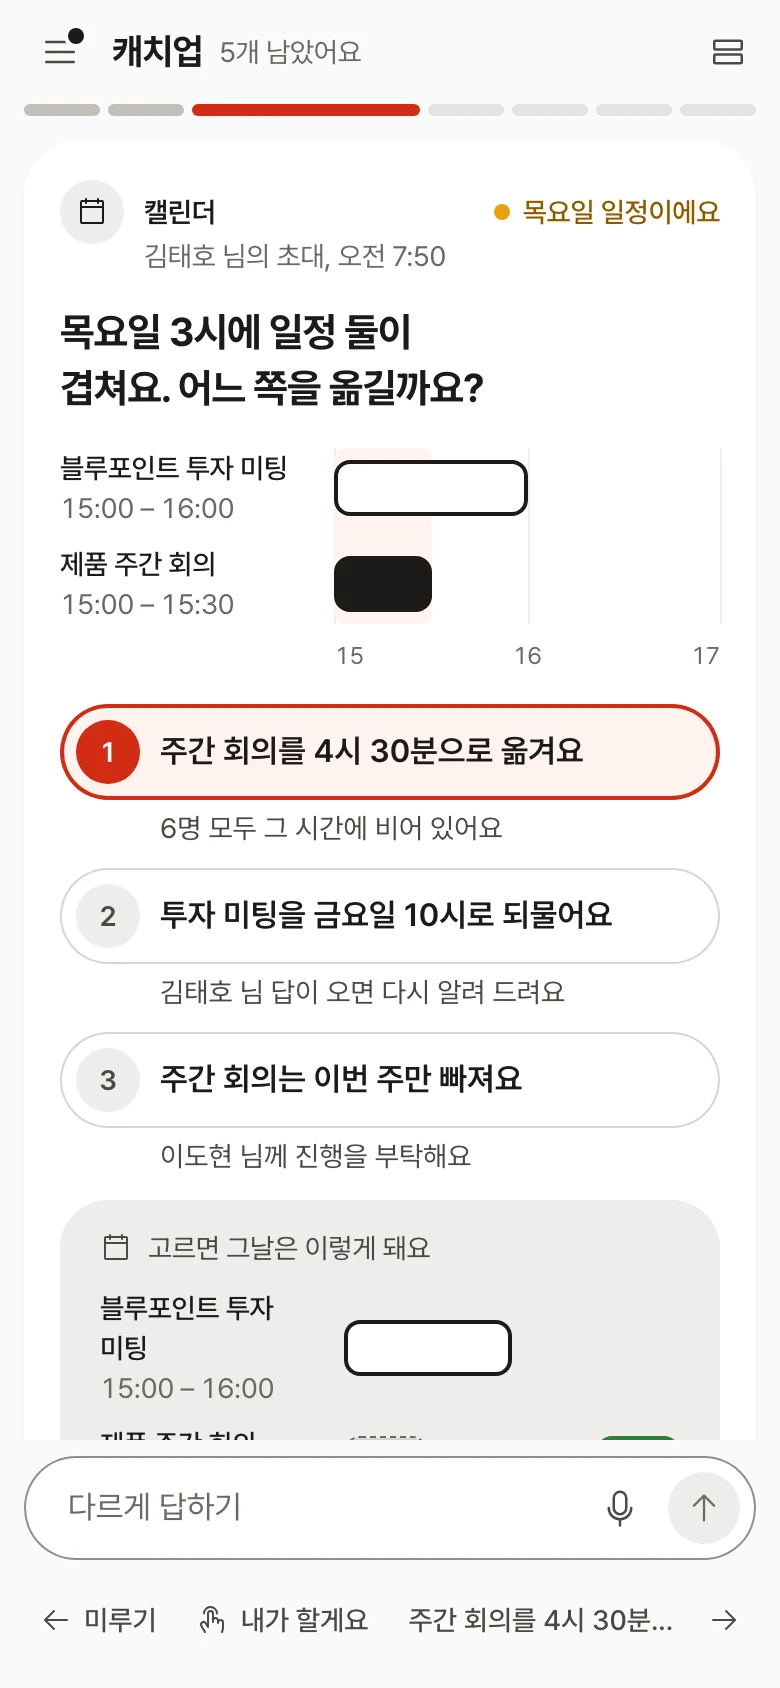 캐치업 5개 남았어요
캘린더
목요일 일정이에요
김태호 님의 초대, 오전 7:50
목요일 3시에 일정 둘이
겹쳐요. 어느 쪽을 옮길까요?
블루포인트 투자 미팅
15:00 – 16:00
제품 주간 회의
15:00 – 15:30
15 16 17
1 주간 회의를 4시 30분으로 옮겨요
6명 모두 그 시간에 비어 있어요
2 투자 미팅을 금요일 10시로 되물어요
김태호 님 답이 오면 다시 알려 드려요
3 주간 회의는 이번 주만 빠져요
이도현 님께 진행을 부탁해요
고르면 그날은 이렇게 돼요
블루포인트 투자
미팅
15:00 – 16:00
다르게 답하기
미루기 내가 할게요 주간 회의를 4시 30분...